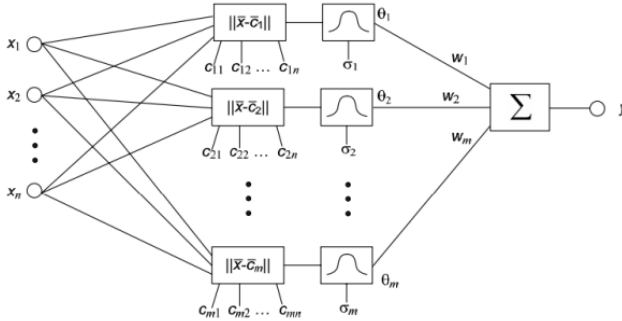 x₁
x₂
xₙ
||x̄-c̄₁||
c₁₁ c₁₂ ... c₁ₙ
θ₁
σ₁
||x̄-c̄₂||
c₂₁ c₂₂ ... c₂ₙ
θ₂
σ₂
||x̄-c̄ₘ||
cₘ₁ cₘ₂ ... cₘₙ
θₘ
σₘ
w₁
w₂
wₘ
Σ